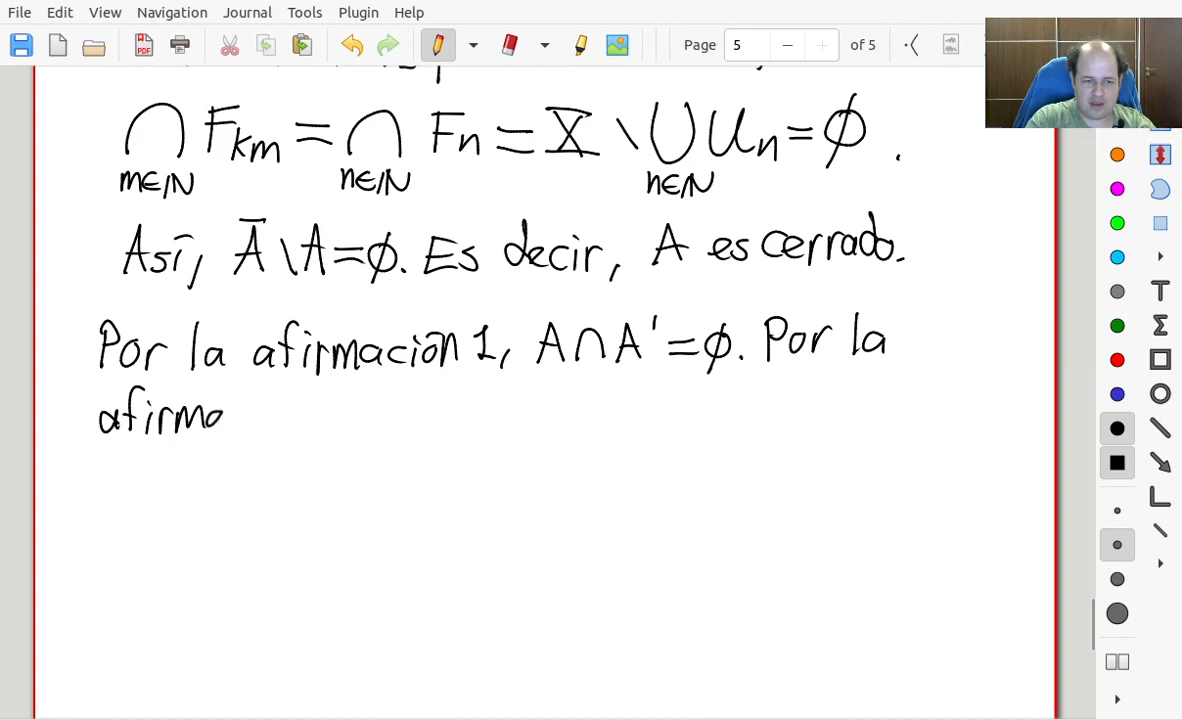 File Edit View Navigation Journal Tools Plugin Help
Page 5 of 5
⋂ F_{k_m} = ⋂ F_n = X \ ⋃ U_n = ∅ .
m∈ℕ n∈ℕ n∈ℕ
Así, Ā \ A = ∅. Es decir, A es cerrado.
Por la afirmación 1, A ∩ A' = ∅. Por la
afirma